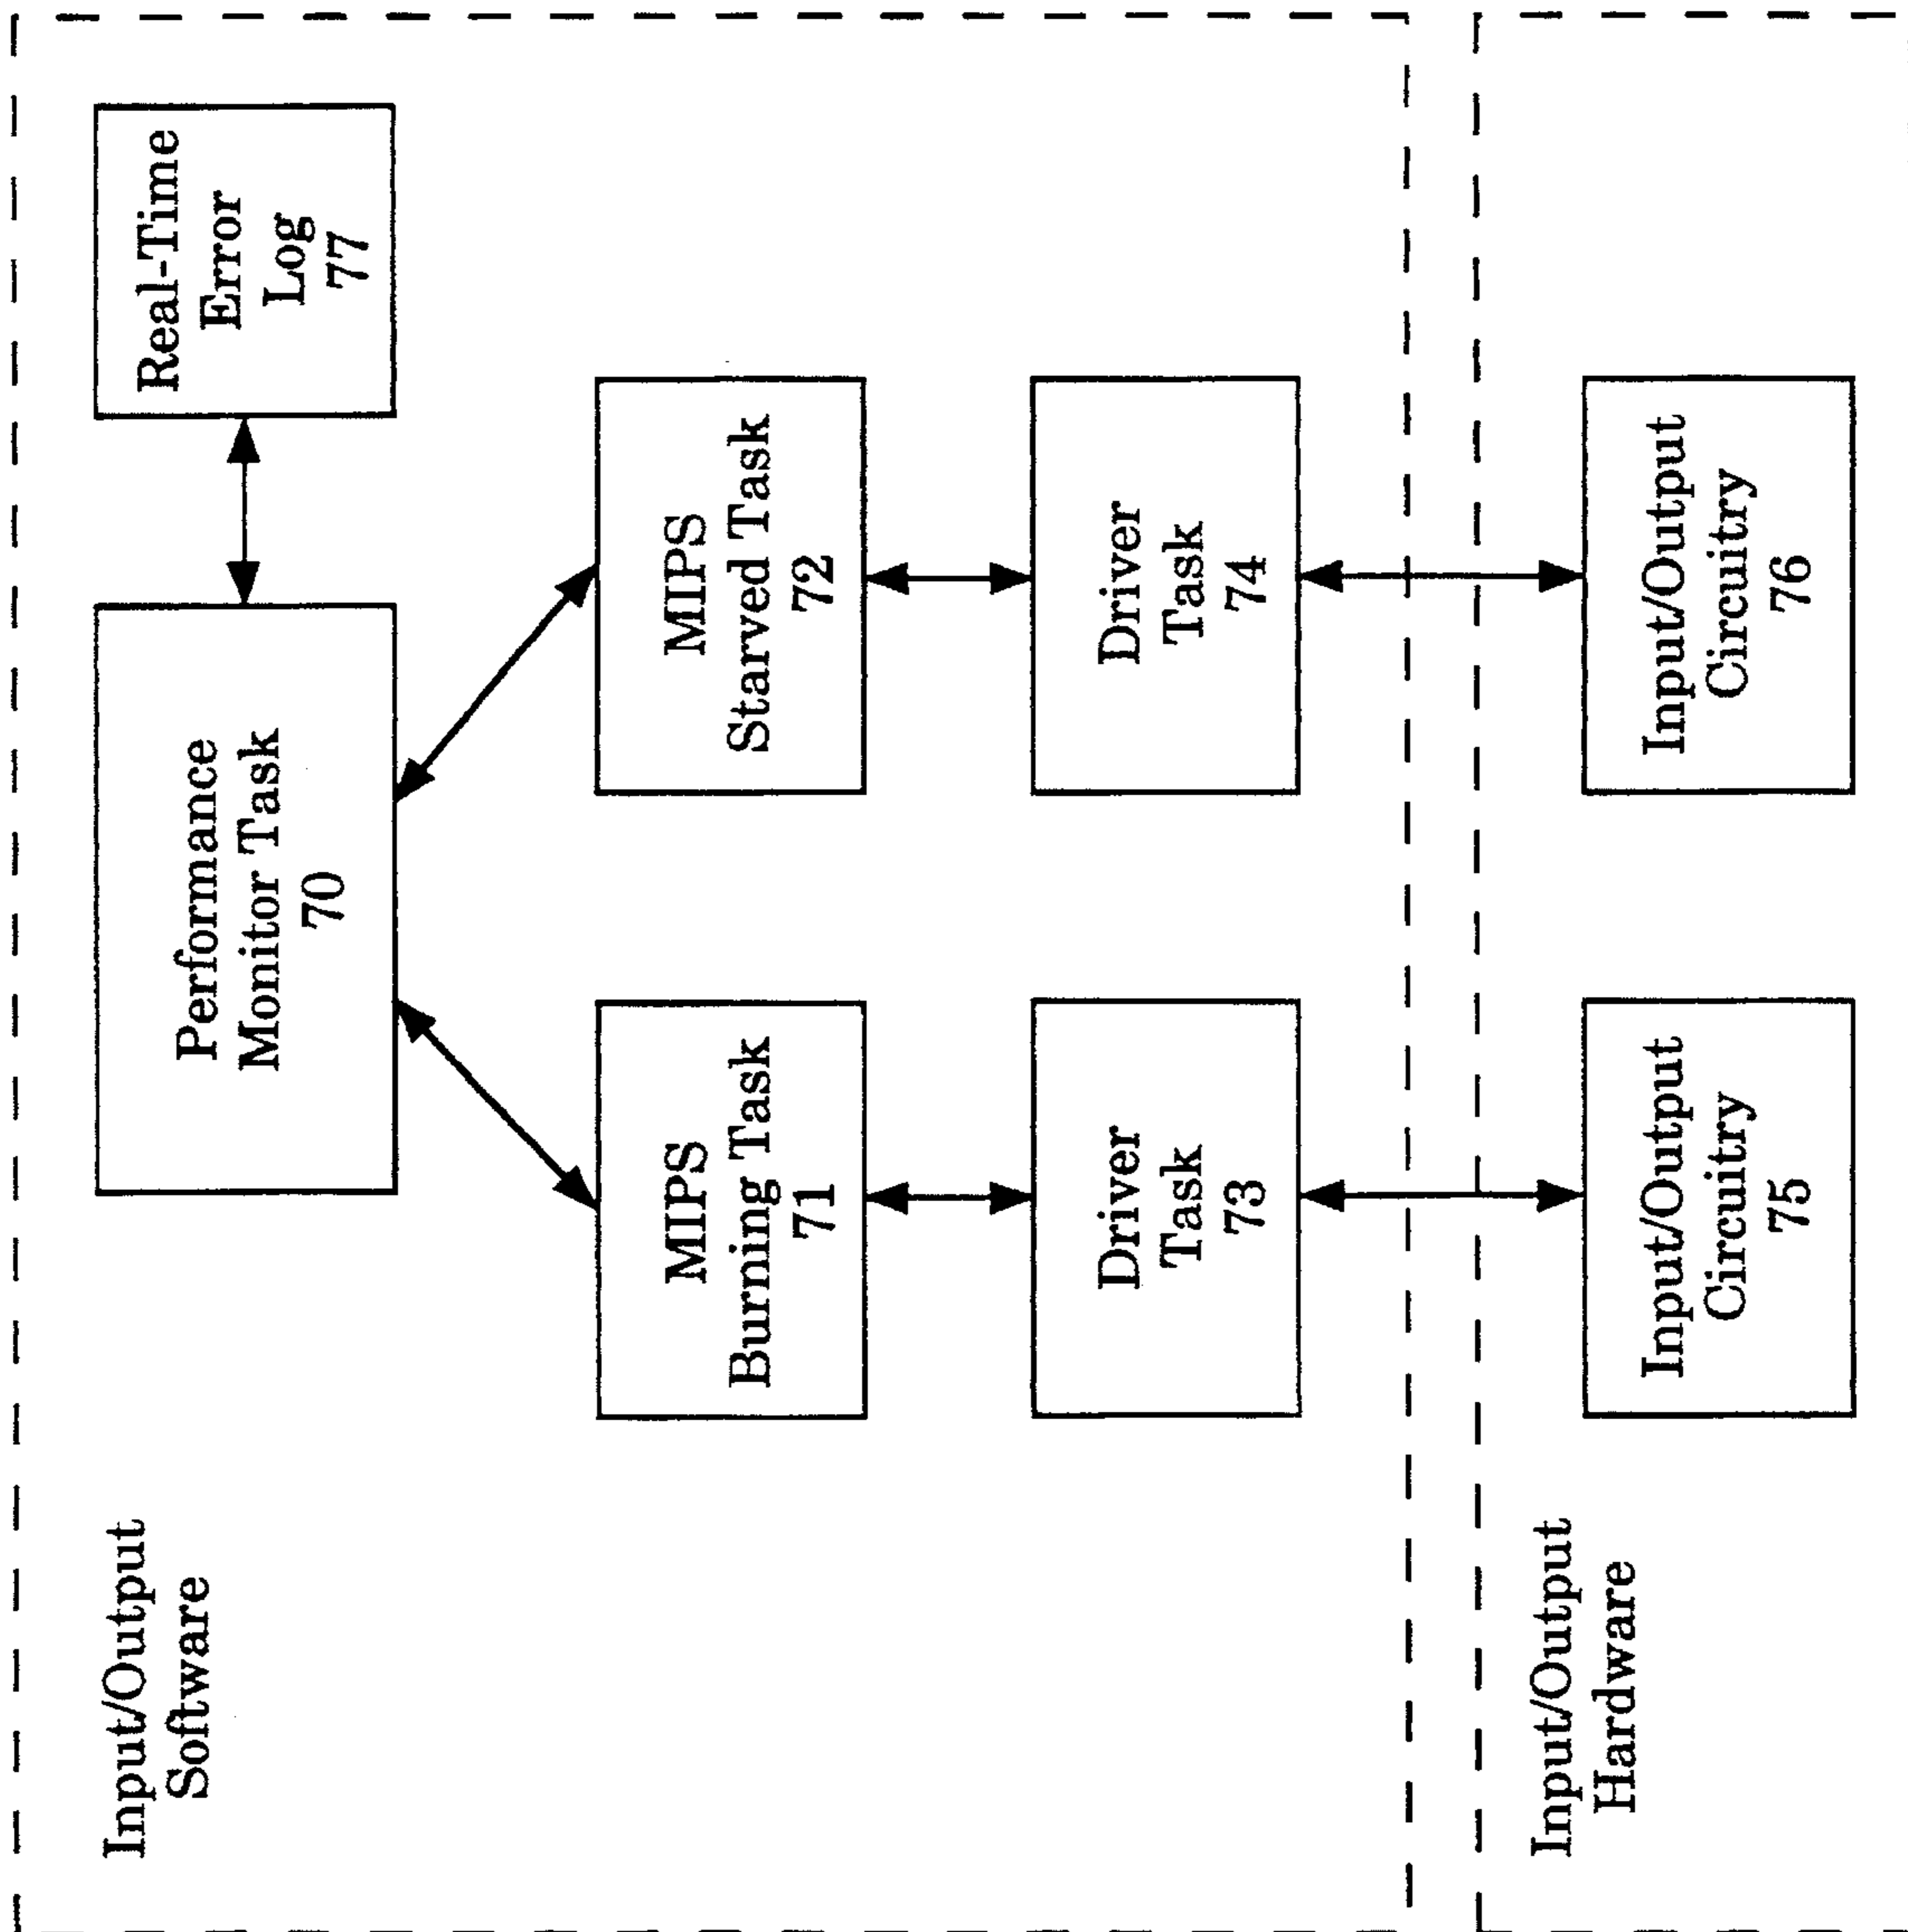 Input/Output
Software
Performance
Monitor Task
70
Real-Time
Error
Log
77
MIPS
Burning Task
71
MIPS
Starved Task
72
Driver
Task
73
Driver
Task
74
Input/Output
Hardware
Input/Output
Circuitry
75
Input/Output
Circuitry
76